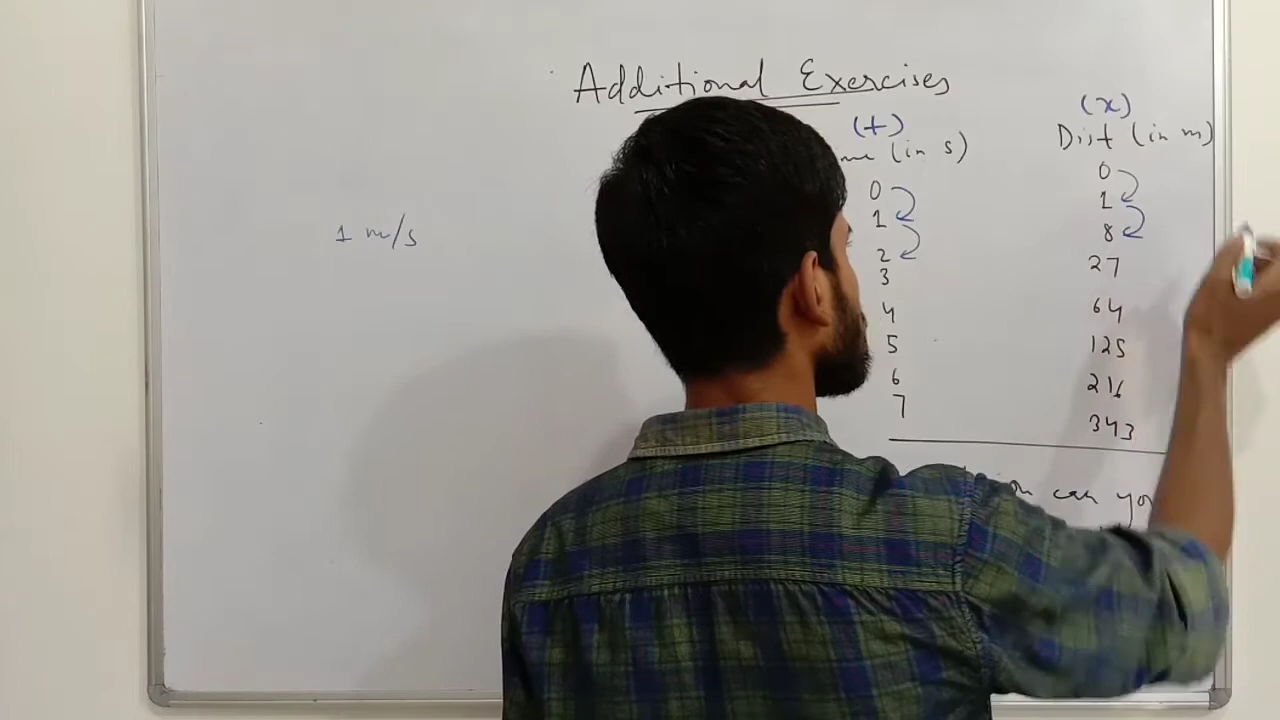 Additional Exercises
(t) (x)
(in s) Dist (in m)
0 0
1 1
1 m/s 2 8
3 27
4 64
5 125
6 216
7 343
can you